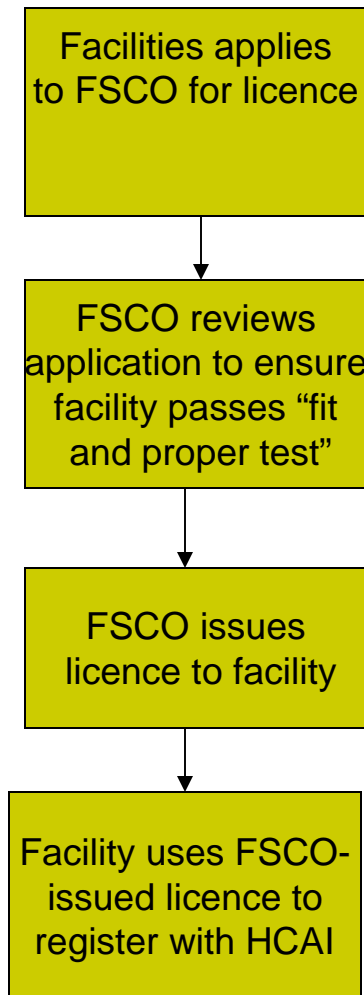 Facilities applies
to FSCO for licence
FSCO reviews
application to ensure
facility passes “fit
and proper test”
FSCO issues
licence to facility
Facility uses FSCO-
issued licence to
register with HCAI